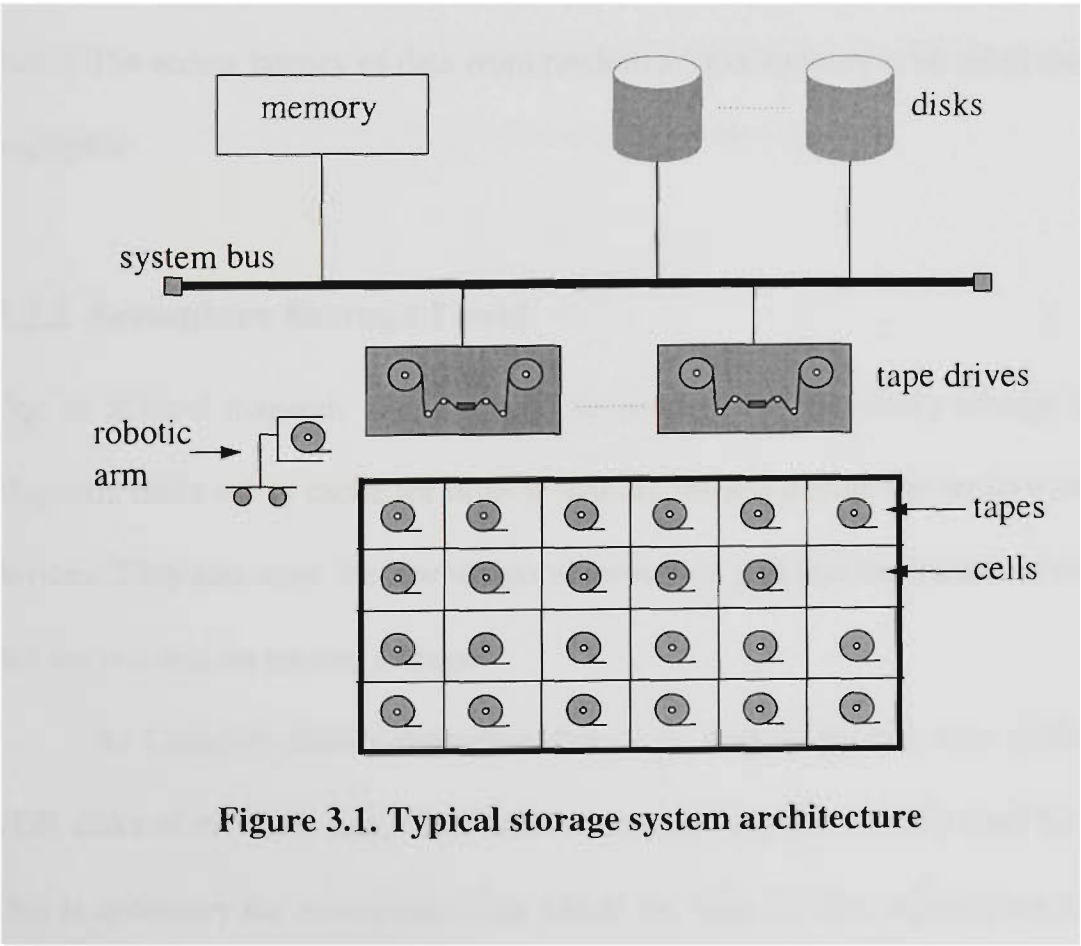 memory
disks
system bus
tape drives
robotic
arm
tapes
cells
Figure 3.1. Typical storage system architecture